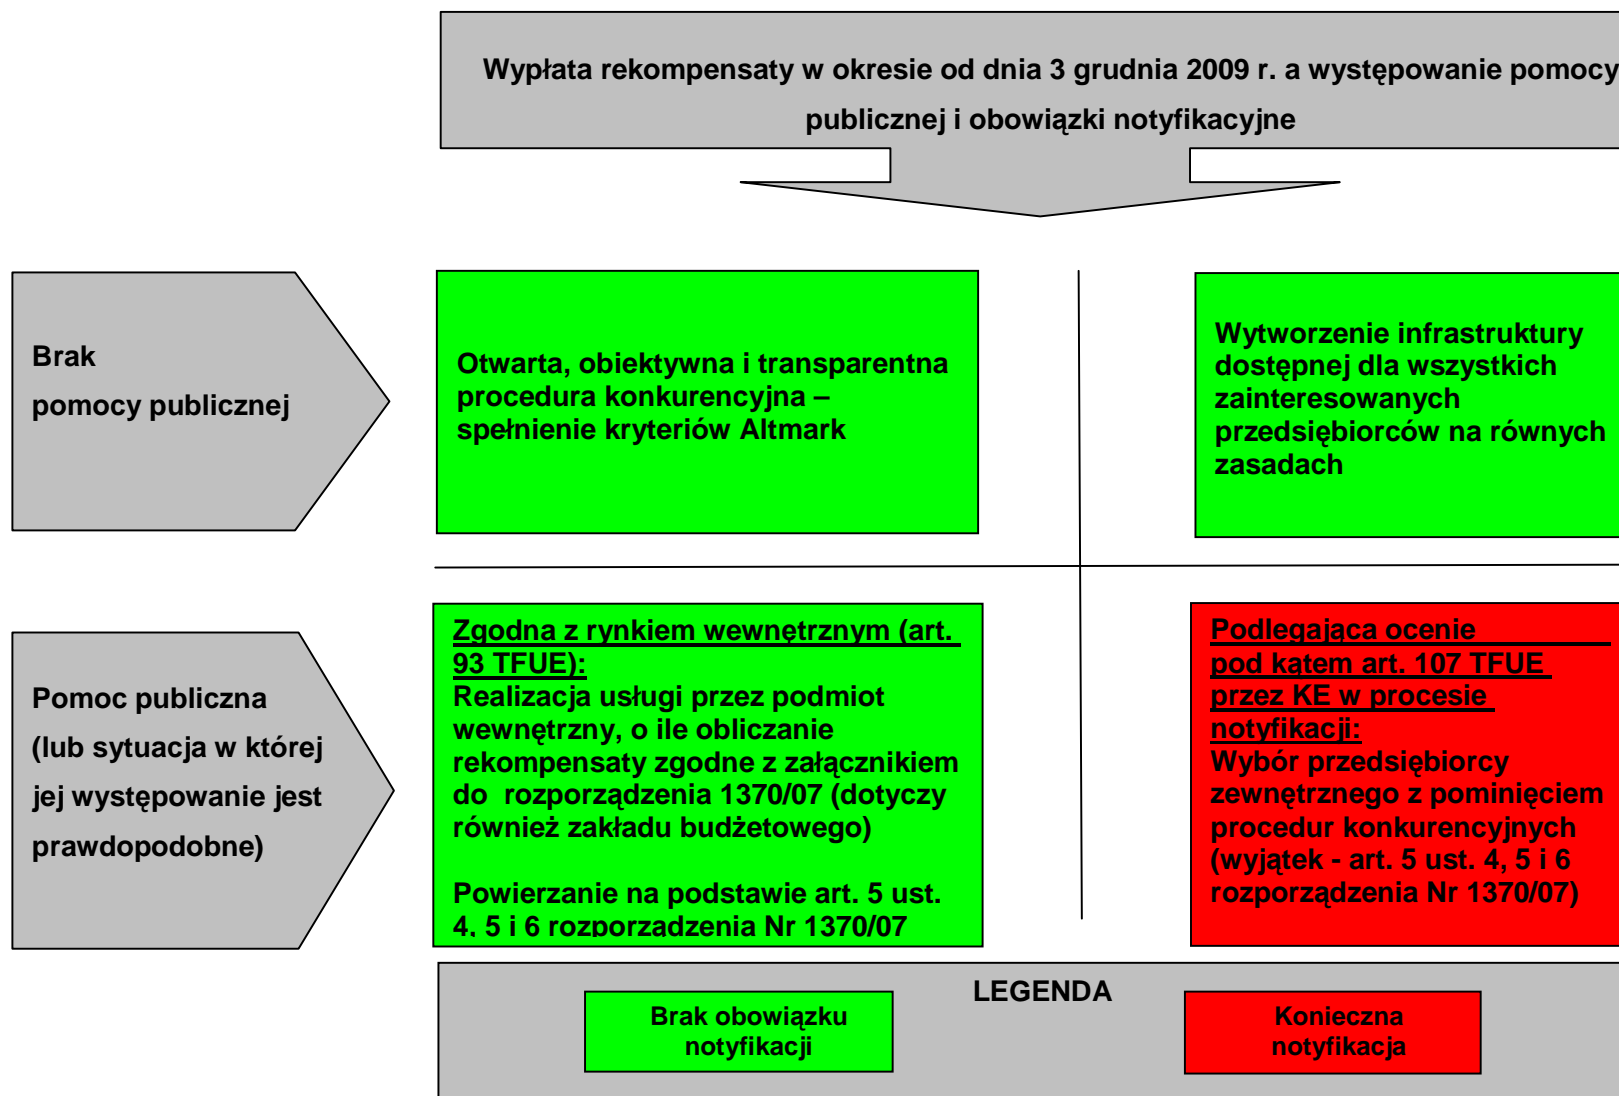 Wypłata rekompensaty w okresie od dnia 3 grudnia 2009 r. a występowanie pomocy
publicznej i obowiązki notyfikacyjne
Brak
pomocy publicznej
Otwarta, obiektywna i transparentna
procedura konkurencyjna –
spełnienie kryteriów Altmark
Wytworzenie infrastruktury
dostępnej dla wszystkich
zainteresowanych
przedsiębiorców na równych
zasadach
Pomoc publiczna
(lub sytuacja w której
jej występowanie jest
prawdopodobne)
Zgodna z rynkiem wewnętrznym (art.
93 TFUE):
Realizacja usługi przez podmiot
wewnętrzny, o ile obliczanie
rekompensaty zgodne z załącznikiem
do rozporządzenia 1370/07 (dotyczy
również zakładu budżetowego)
Powierzanie na podstawie art. 5 ust.
4, 5 i 6 rozporządzenia Nr 1370/07
Podlegająca ocenie
pod kątem art. 107 TFUE
przez KE w procesie
notyfikacji:
Wybór przedsiębiorcy
zewnętrznego z pominięciem
procedur konkurencyjnych
(wyjątek - art. 5 ust. 4, 5 i 6
rozporządzenia Nr 1370/07)
LEGENDA
Brak obowiązku
notyfikacji
Konieczna
notyfikacja